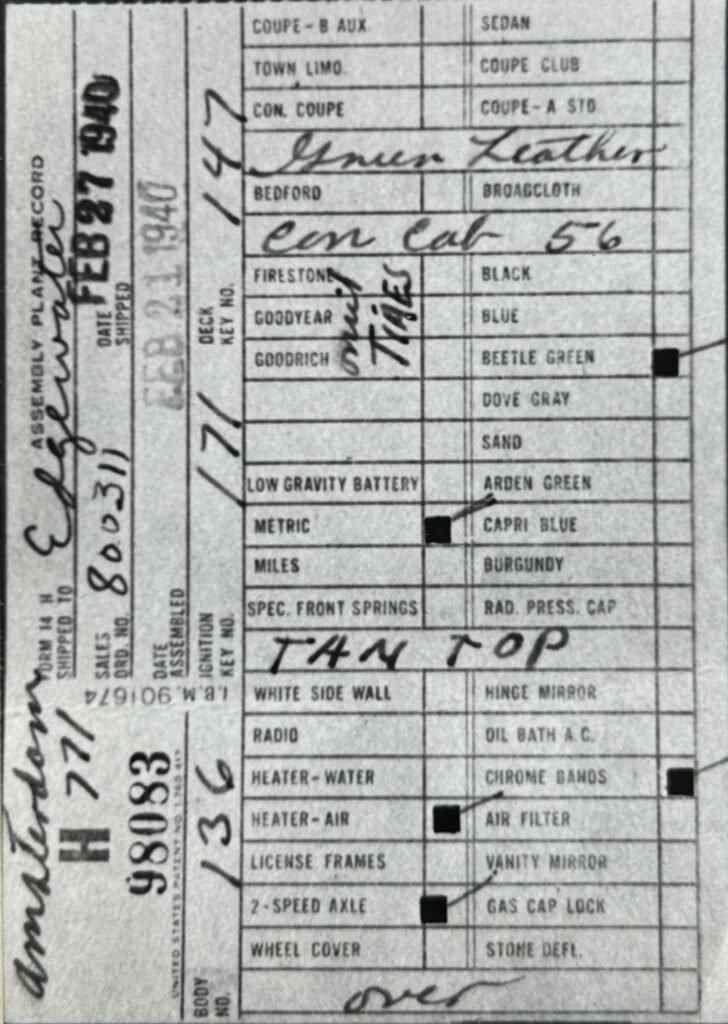 FORM 14 H ASSEMBLY PLANT RECORD
SHIPPED TO Edgewater
Amsterdam
SALES ORD. NO. 800311
DATE SHIPPED FEB 27 1940
H 771
DATE ASSEMBLED FEB 21 1940
98083
UNITED STATES PATENT NO. 1,780,417
I.B.M. 901674
BODY NO. 136
IGNITION KEY NO. 171
DECK KEY NO. 147
COUPE-B AUX. SEDAN
TOWN LIMO. COUPE CLUB
CON. COUPE COUPE-A STD
Green Leather
BEDFORD BROADCLOTH
Con Cab 56
FIRESTONE BLACK
GOODYEAR BLUE
GOODRICH BEETLE GREEN
omit TIRES
DOVE GRAY
SAND
LOW GRAVITY BATTERY ARDEN GREEN
METRIC CAPRI BLUE
MILES BURGUNDY
SPEC. FRONT SPRINGS RAD. PRESS. CAP
TAN TOP
WHITE SIDE WALL HINGE MIRROR
RADIO OIL BATH A.C.
HEATER-WATER CHROME BANDS
HEATER-AIR AIR FILTER
LICENSE FRAMES VANITY MIRROR
2-SPEED AXLE GAS CAP LOCK
WHEEL COVER STONE DEFL.
over